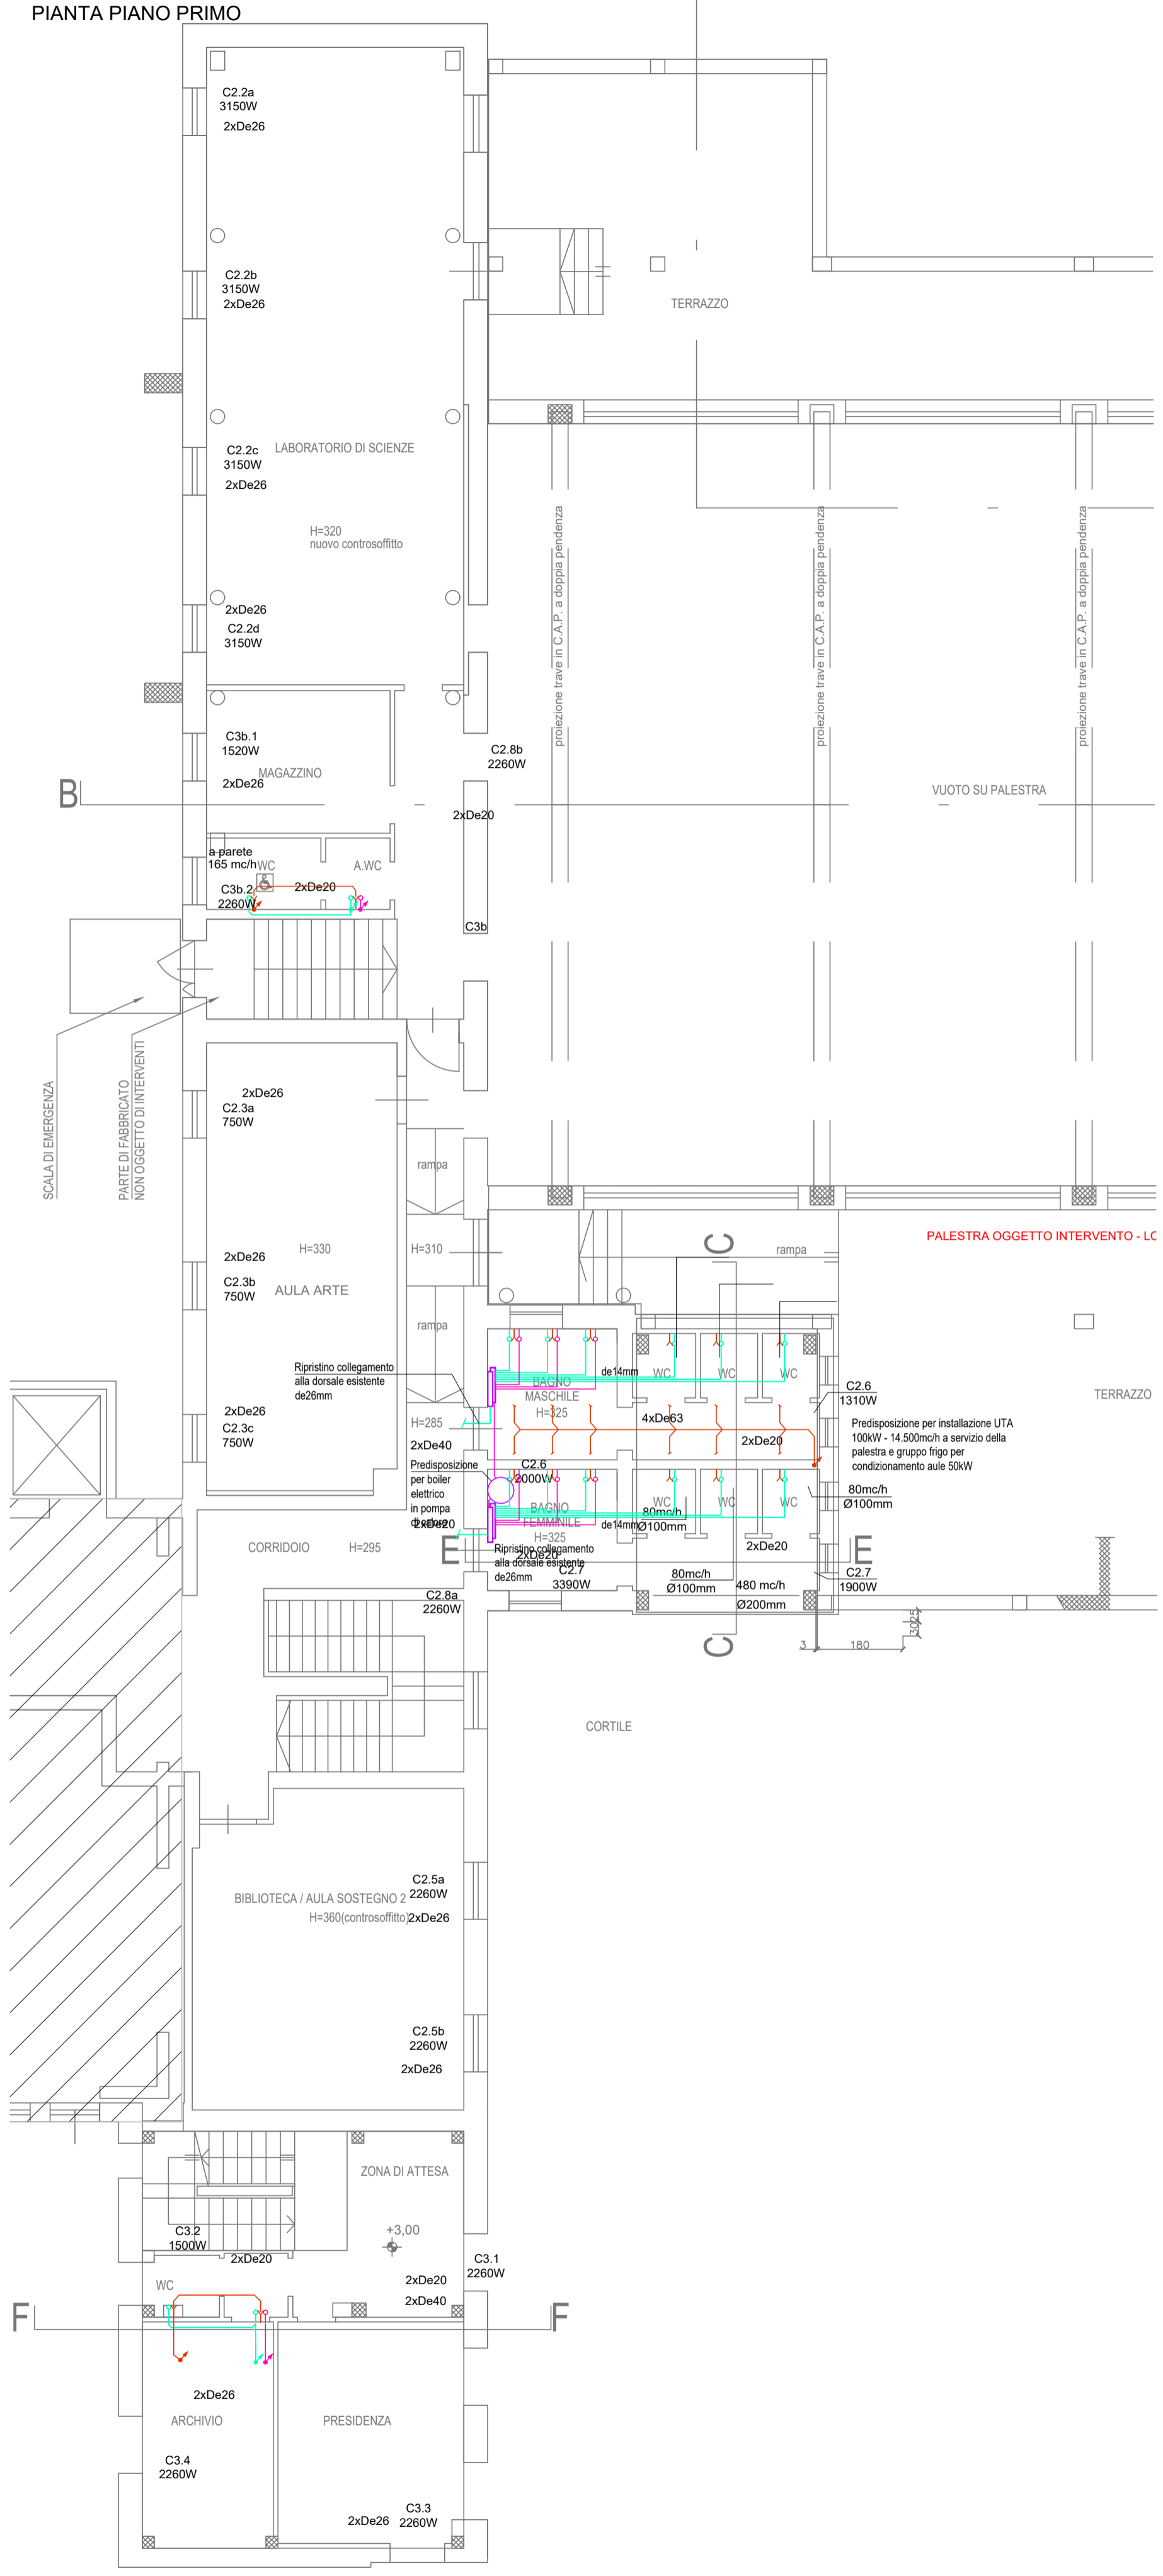 PIANTA PIANO PRIMO
C2.2a
3150W
2xDe26
C2.2b
3150W
2xDe26
TERRAZZO
C2.2c
3150W
2xDe26
LABORATORIO DI SCIENZE
H=320
nuovo controsoffitto
proiezione trave in C.A.P. a doppia pendenza
proiezione trave in C.A.P. a doppia pendenza
proiezione trave in C.A.P. a doppia pendenza
2xDe26
C2.2d
3150W
C3b.1
1520W
MAGAZZINO
2xDe26
C2.8b
2260W
2xDe20
VUOTO SU PALESTRA
B
a parete
165 mc/h
WC
A.WC
C3b.2
2260W
2xDe20
C3b
SCALA DI EMERGENZA
PARTE DI FABBRICATO
NON OGGETTO DI INTERVENTI
2xDe26
C2.3a
750W
rampa
2xDe26
H=330
H=310
C2.3b
750W
AULA ARTE
rampa
C
rampa
PALESTRA OGGETTO INTERVENTO - LO
Ripristino collegamento
alla dorsale esistente
de26mm
2xDe26
C2.3c
750W
H=285
2xDe40
Predisposizione
per boiler
elettrico
in pompa
2xDe20
BAGNO
MASCHILE
H=325
de14mm
WC
WC
WC
4xDe63
2xDe20
C2.6
1310W
TERRAZZO
Predisposizione per installazione UTA
100kW - 14.500mc/h a servizio della
palestra e gruppo frigo per
condizionamento aule 50kW
C2.6
2000W
BAGNO
FEMMINILE
H=325
de14mm
WC
WC
WC
80mc/h
Ø100mm
80mc/h
Ø100mm
Ripristino collegamento
alla dorsale esistente
de26mm
2xDe20
C2.7
3390W
2xDe20
80mc/h
Ø100mm
480 mc/h
Ø200mm
C2.7
1900W
E
E
C
CORRIDOIO
H=295
C2.8a
2260W
3
180
3025
CORTILE
C2.5a
2260W
BIBLIOTECA / AULA SOSTEGNO 2
H=360(controsoffitto)
2xDe26
C2.5b
2260W
2xDe26
ZONA DI ATTESA
+3,00
C3.2
1500W
2xDe20
C3.1
2260W
WC
2xDe20
2xDe40
F
F
2xDe26
ARCHIVIO
PRESIDENZA
C3.4
2260W
2xDe26
C3.3
2260W